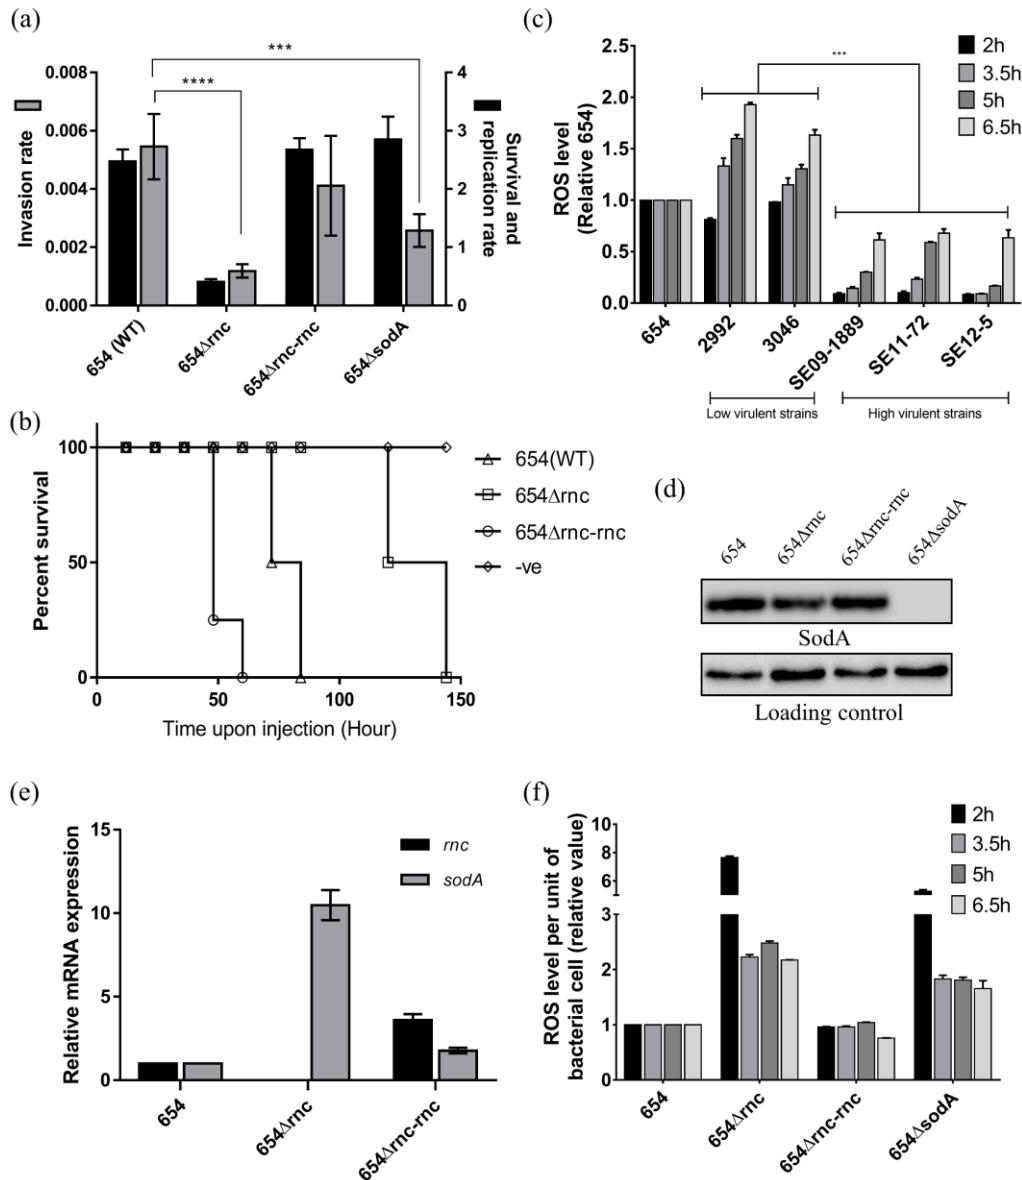 (a)
***
****
0.008
0.006
0.004
0.002
0.000
4
3
2
1
0
Invasion rate
Survival and
replication rate
654 (WT)
654Δrnc
654Δrnc-rnc
654ΔsodA
(c)
***
2h
3.5h
5h
6.5h
2.5
2.0
1.5
1.0
0.5
0.0
ROS level
(Relative 654)
654
2992
3046
SE09-1889
SE11-72
SE12-5
Low virulent strains
High virulent strains
(b)
100
50
0
Percent survival
0
50
100
150
Time upon injection (Hour)
654(WT)
654Δrnc
654Δrnc-rnc
-ve
(d)
654
654Δrnc
654Δrnc-rnc
654ΔsodA
SodA
Loading control
(e)
15
10
5
0
Relative mRNA expression
rnc
sodA
654
654Δrnc
654Δrnc-rnc
(f)
2h
3.5h
5h
6.5h
10
8
6
3
2
1
0
ROS level per unit of
bacterial cell (relative value)
654
654Δrnc
654Δrnc-rnc
654ΔsodA